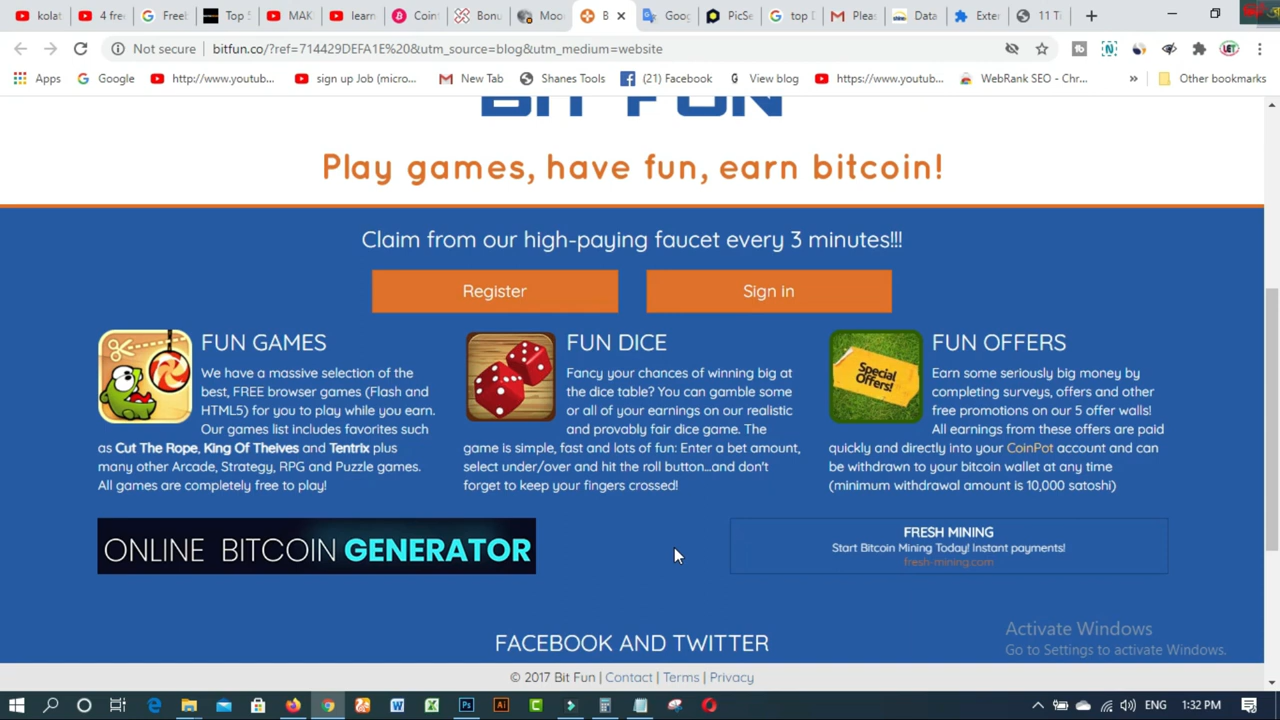 kolat
4 free
Freel
Top 5
MAK
learn
Coin
Bonu
Moo
B
Goog
PicSe
top
Pleas
Data
Exter
11 Ti
Not secure
bitfun.co/?ref=714429DEFA1E%20&utm_source=blog&utm_medium=website
Apps
Google
http://www.youtub...
sign up Job (micro...
New Tab
Shanes Tools
(21) Facebook
View blog
https://www.youtub...
WebRank SEO - Chr...
»
Other bookmarks
BIT FUN
Play games, have fun, earn bitcoin!
Claim from our high-paying faucet every 3 minutes!!!
Register
Sign in
FUN GAMES
We have a massive selection of the
best, FREE browser games (Flash and
HTML5) for you to play while you earn.
Our games list includes favorites such
as Cut The Rope, King Of Theives and Tentrix plus
many other Arcade, Strategy, RPG and Puzzle games.
All games are completely free to play!
FUN DICE
Fancy your chances of winning big at
the dice table? You can gamble some
or all of your earnings on our realistic
and provably fair dice game. The
game is simple, fast and lots of fun: Enter a bet amount,
select under/over and hit the roll button...and don't
forget to keep your fingers crossed!
Special
Offers!
FUN OFFERS
Earn some seriously big money by
completing surveys, offers and other
free promotions on our 5 offer walls!
All earnings from these offers are paid
quickly and directly into your CoinPot account and can
be withdrawn to your bitcoin wallet at any time
(minimum withdrawal amount is 10,000 satoshi)
ONLINE BITCOIN GENERATOR
FRESH MINING
Start Bitcoin Mining Today! Instant payments!
fresh-mining.com
FACEBOOK AND TWITTER
Activate Windows
Go to Settings to activate Windows.
© 2017 Bit Fun | Contact | Terms | Privacy
1:32 PM